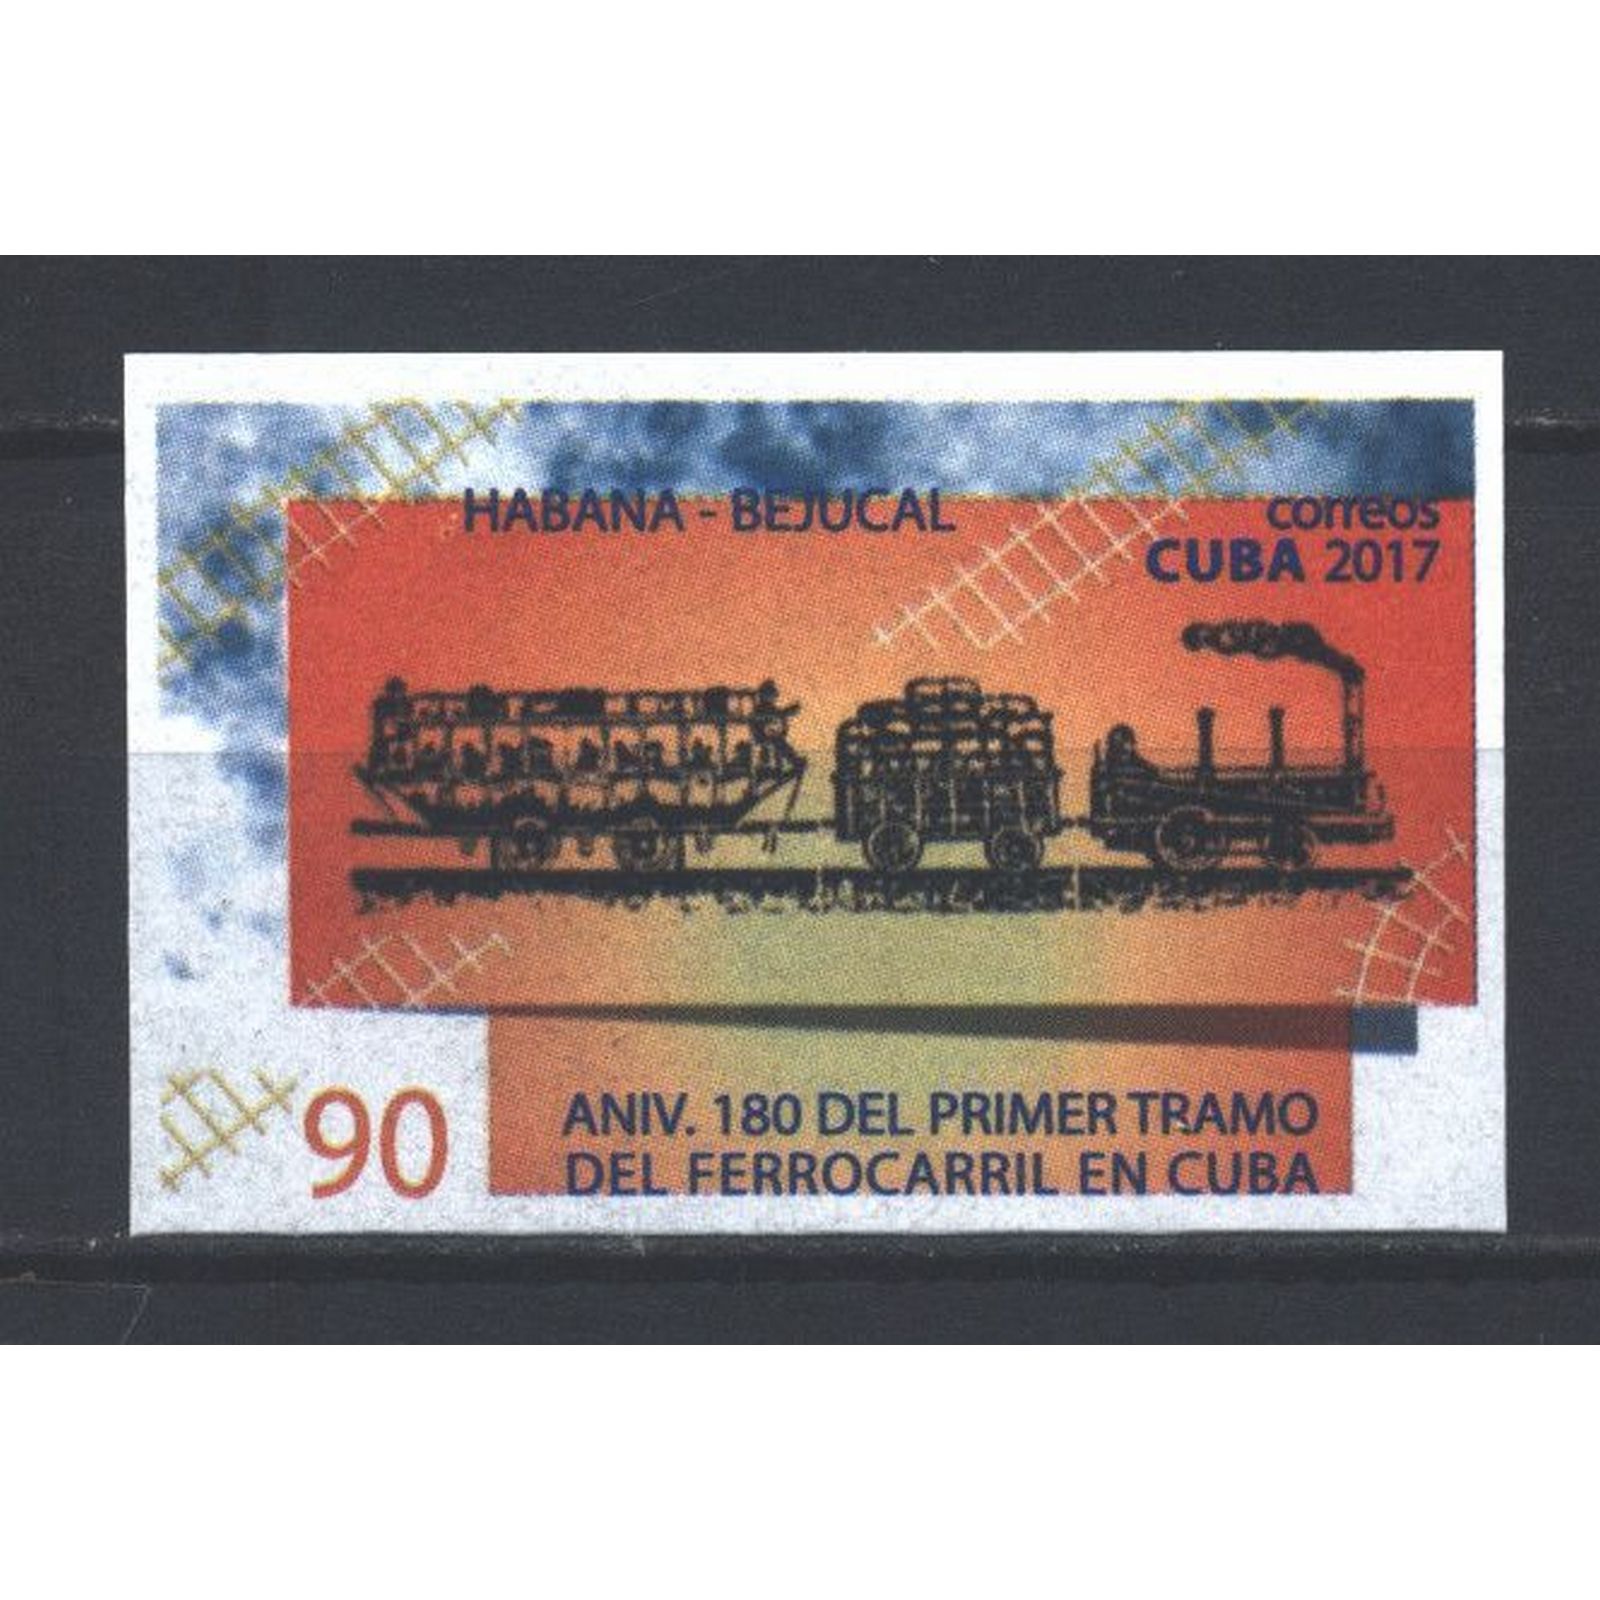 HABANA - BEJUCAL
correos
CUBA 2017
90
ANIV. 180 DEL PRIMER TRAMO
DEL FERROCARRIL EN CUBA